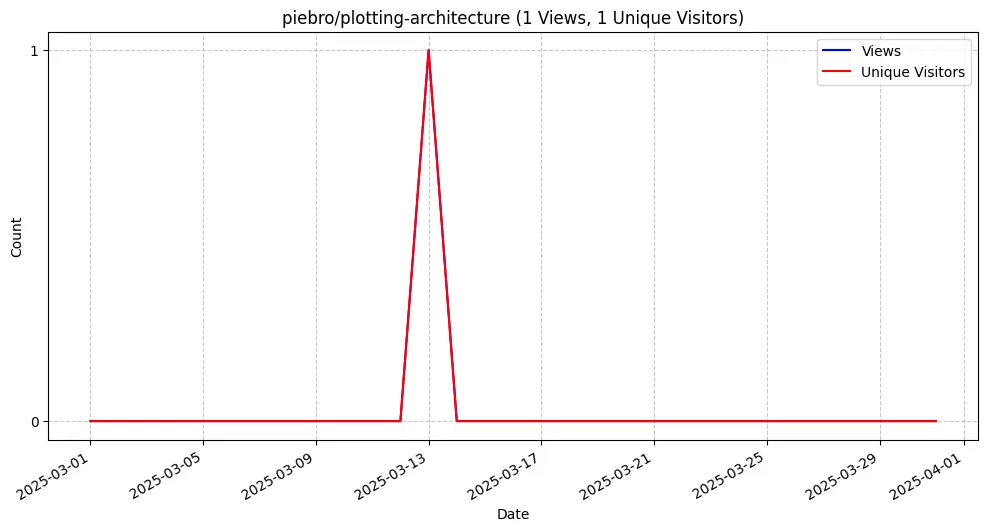 piebro/plotting-architecture (1 Views, 1 Unique Visitors)
Views
Unique Visitors
1
0
Count
2025-03-01
2025-03-05
2025-03-09
2025-03-13
2025-03-17
2025-03-21
2025-03-25
2025-03-29
2025-04-01
Date